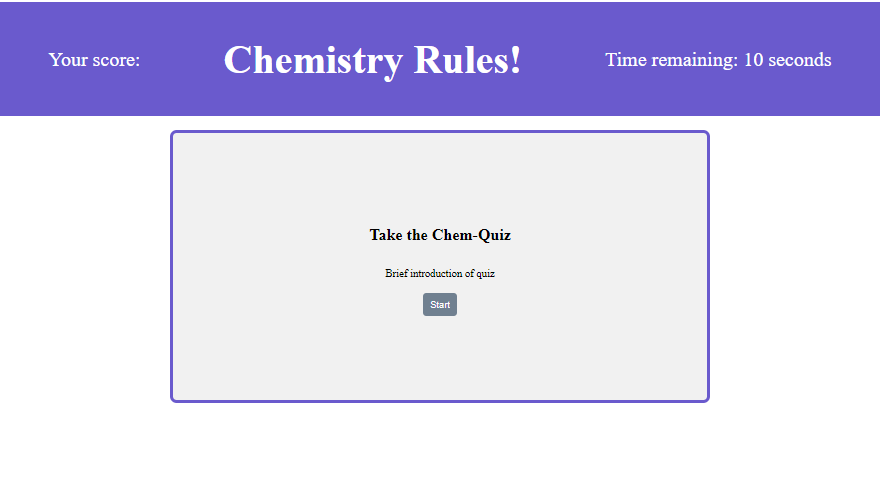 Your score:
Chemistry Rules!
Time remaining: 10 seconds
Take the Chem-Quiz
Brief introduction of quiz
Start